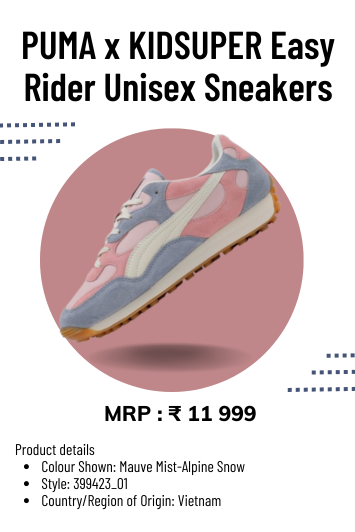 PUMA x KIDSUPER Easy
Rider Unisex Sneakers
MRP : ₹ 11 999
Product details
• Colour Shown: Mauve Mist-Alpine Snow
• Style: 399423_01
• Country/Region of Origin: Vietnam